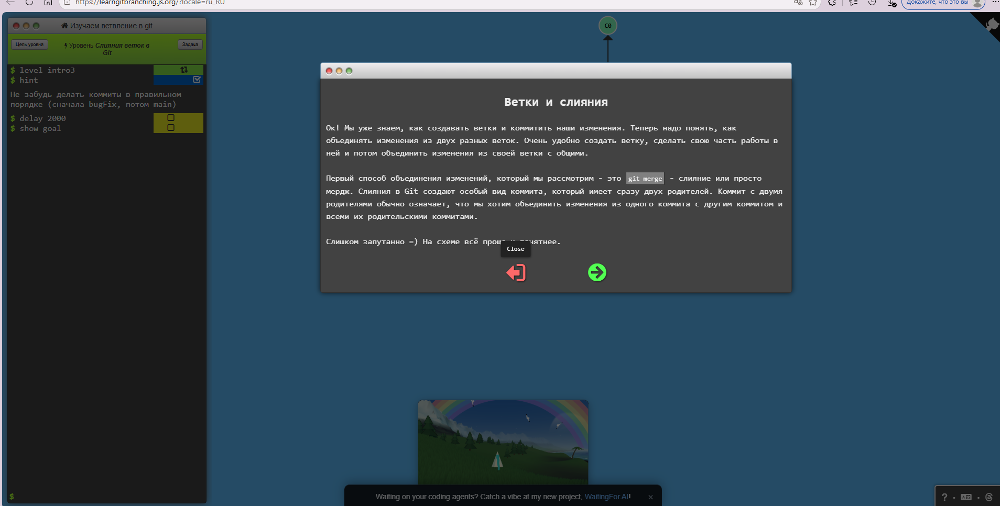 https://learngitbranching.js.org/?locale=ru_RU
Докажите, что это вы
Изучаем ветвление в git
Цель уровня
Уровень Слияния веток в
Git
Задача
$ level intro3
$ hint
Не забудь делать коммиты в правильном
порядке (сначала bugFix, потом main)
$ delay 2000
$ show goal
$
C0
Ветки и слияния
Ок! Мы уже знаем, как создавать ветки и коммитить наши изменения. Теперь надо понять, как
объединять изменения из двух разных веток. Очень удобно создать ветку, сделать свою часть работы в
ней и потом объединить изменения из своей ветки с общими.
Первый способ объединения изменений, который мы рассмотрим - это git merge - слияние или просто
мердж. Слияния в Git создают особый вид коммита, который имеет сразу двух родителей. Коммит с двумя
родителями обычно означает, что мы хотим объединить изменения из одного коммита с другим коммитом и
всеми их родительскими коммитами.
Слишком запутанно =) На схеме всё
Close
Waiting on your coding agents? Catch a vibe at my new project, WaitingFor.AI!